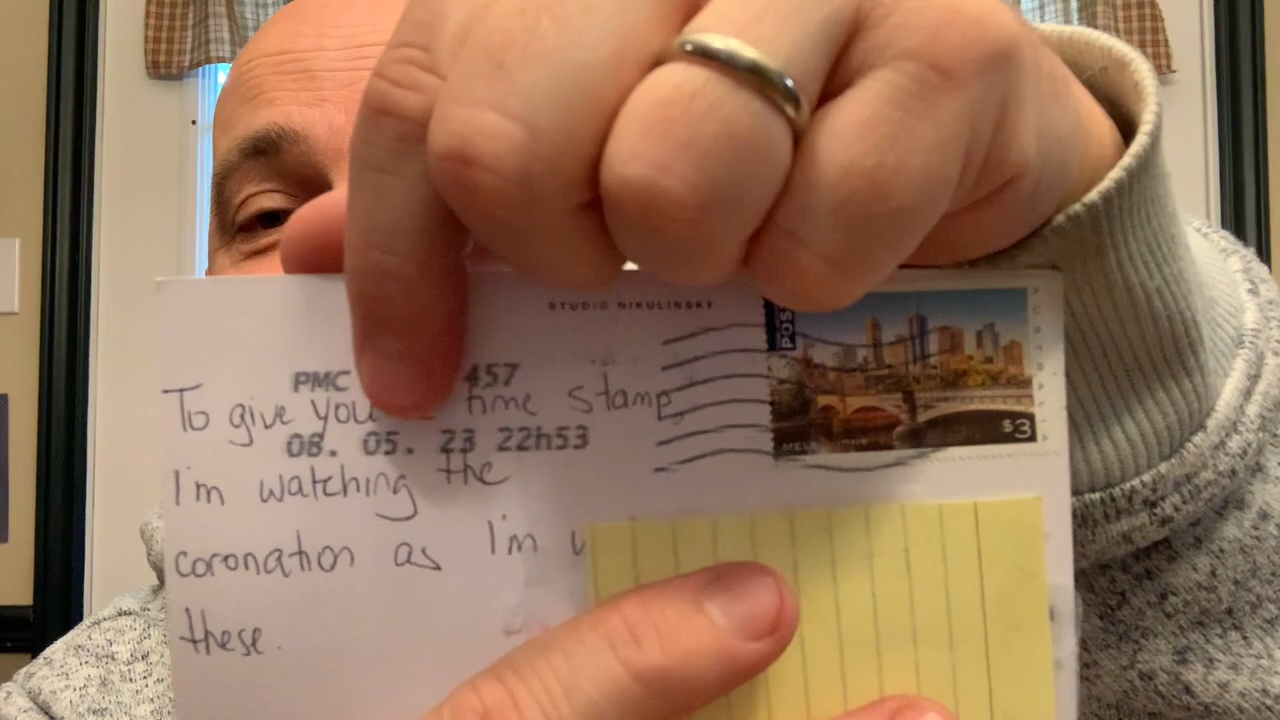 STUDIO NIKULINSKY
POS
PMC 457
To give you time stamp,
08. 05. 23 22h53
I'm watching the
coronation as I'm
these.
$3